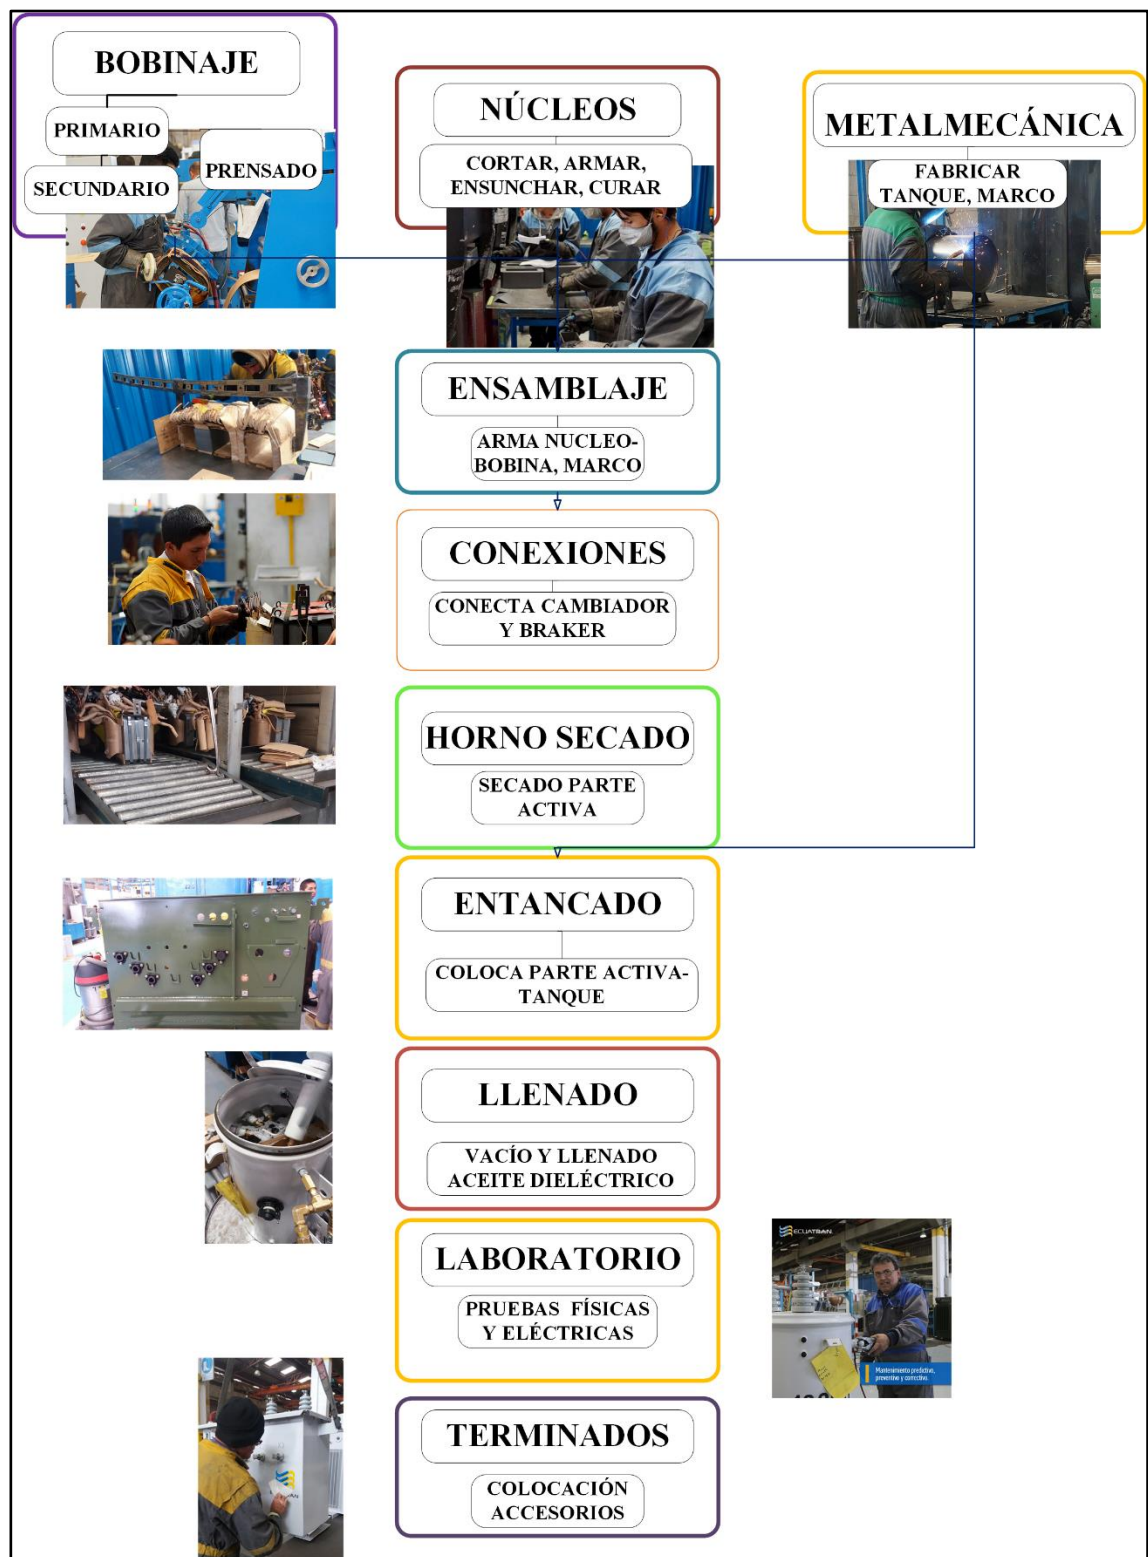 BOBINAJE
PRIMARIO
SECUNDARIO
PRENSADO
NÚCLEOS
CORTAR, ARMAR,
ENSUNCHAR, CURAR
METALMECÁNICA
FABRICAR
TANQUE, MARCO
ENSAMBLAJE
ARMA NUCLEO-
BOBINA, MARCO
CONEXIONES
CONECTA CAMBIADOR
Y BRAKER
HORNO SECADO
SECADO PARTE
ACTIVA
ENTANCADO
COLOCA PARTE ACTIVA-
TANQUE
LLENADO
VACÍO Y LLENADO
ACEITE DIELÉCTRICO
LABORATORIO
PRUEBAS FÍSICAS
Y ELÉCTRICAS
ECUATRAN
Mantenimiento predictivo,
preventivo y correctivo.
TERMINADOS
COLOCACIÓN
ACCESORIOS